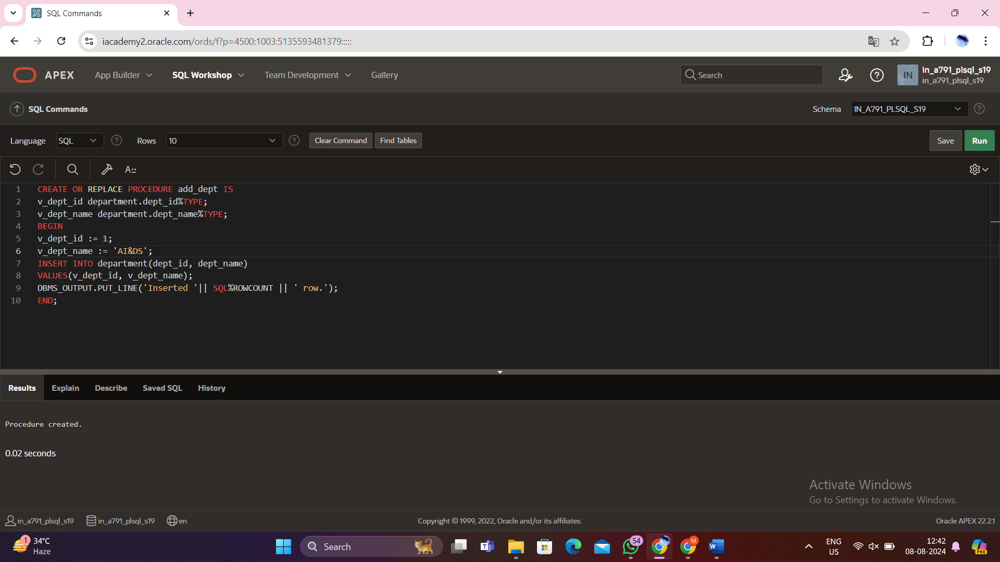 SQL Commands
iacademy2.oracle.com/ords/f?p=4500:1003:5135593481379:::::
APEX
App Builder
SQL Workshop
Team Development
Gallery
Search
IN
in_a791_plsql_s19
in_a791_plsql_s19
SQL Commands
Schema
IN_A791_PLSQL_S19
Language
SQL
Rows
10
Clear Command
Find Tables
Save
Run
A::
1 CREATE OR REPLACE PROCEDURE add_dept IS
2 v_dept_id department.dept_id%TYPE;
3 v_dept_name department.dept_name%TYPE;
4 BEGIN
5 v_dept_id := 1;
6 v_dept_name := 'AI&DS';
7 INSERT INTO department(dept_id, dept_name)
8 VALUES(v_dept_id, v_dept_name);
9 DBMS_OUTPUT.PUT_LINE('Inserted '|| SQL%ROWCOUNT || ' row.');
10 END;
Results
Explain
Describe
Saved SQL
History
Procedure created.
0.02 seconds
Activate Windows
Go to Settings to activate Windows.
in_a791_plsql_s19
in_a791_plsql_s19
en
Copyright © 1999, 2022, Oracle and/or its affiliates.
Oracle APEX 22.2.1
1
34°C
Haze
Search
54
M
W
ENG
US
12:42
08-08-2024
PRE